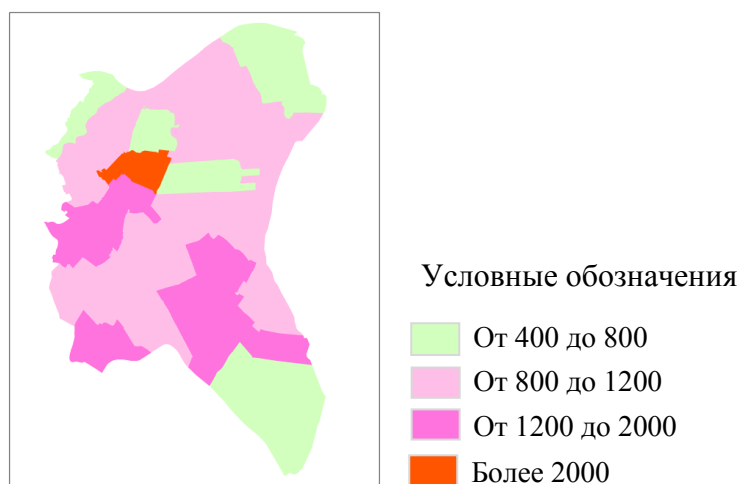 Условные обозначения
От 400 до 800
От 800 до 1200
От 1200 до 2000
Более 2000